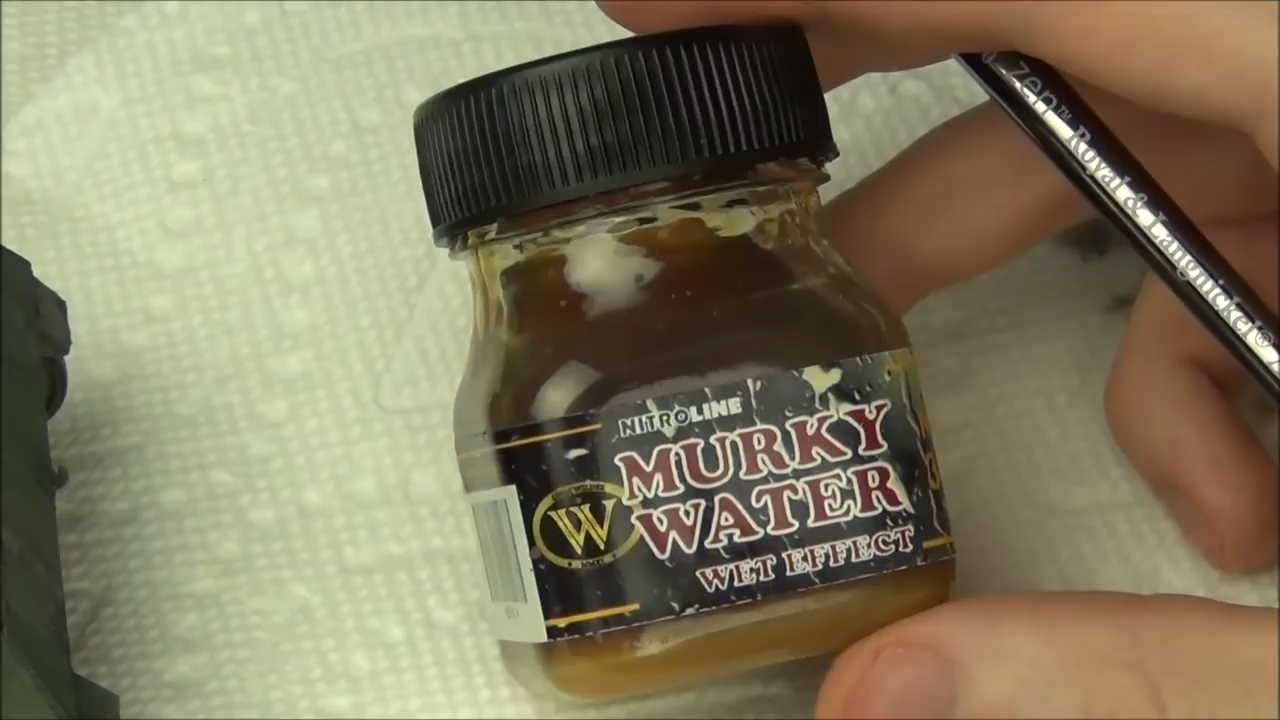 zen™ Royal & Langnickel®
NITROLINE
MURKY
WATER
WET EFFECT
W